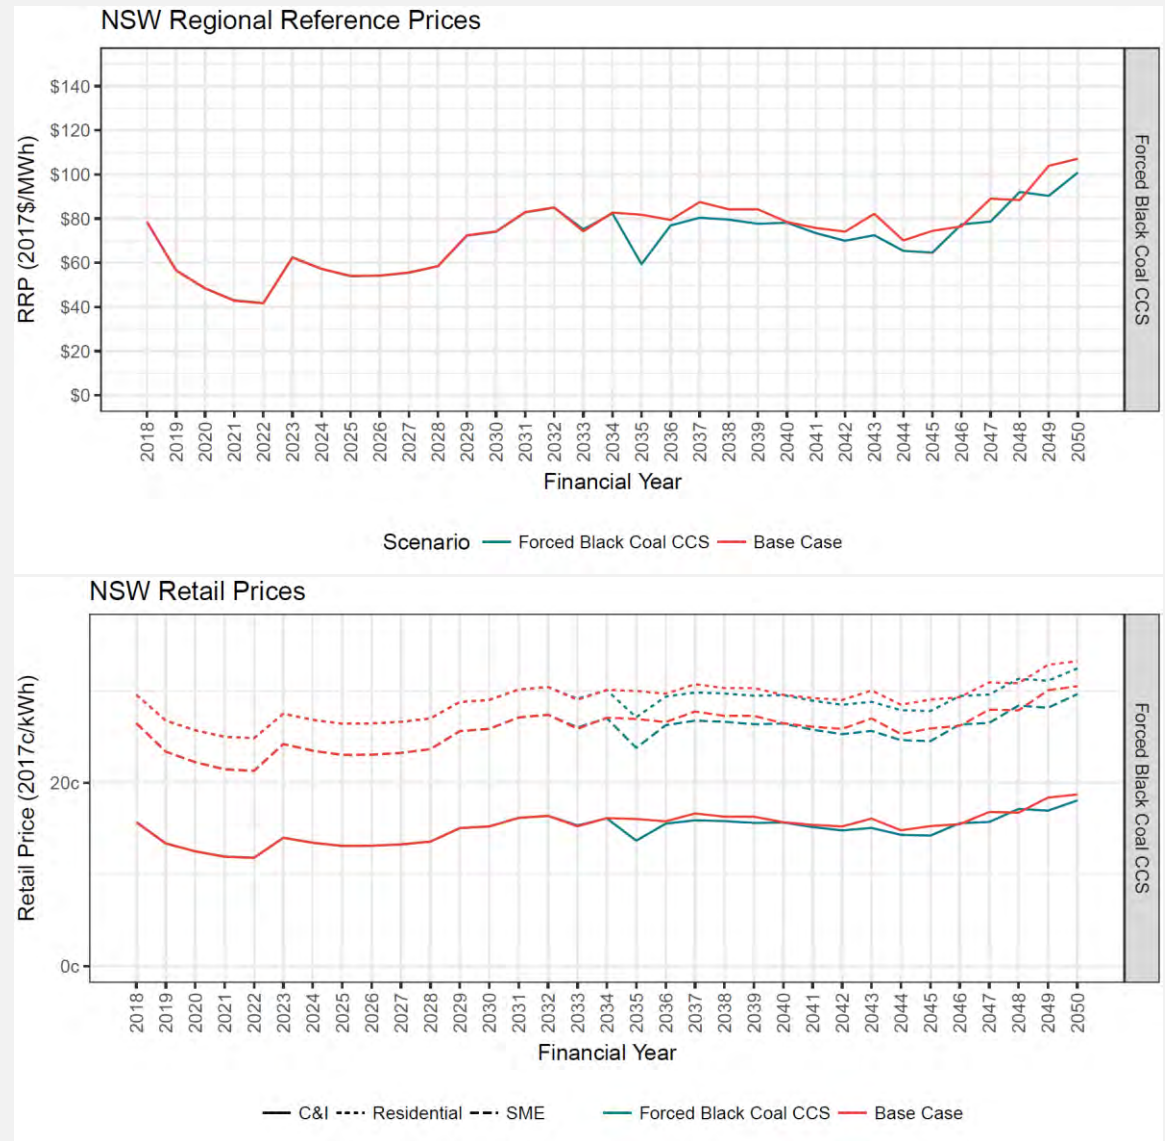 NSW Regional Reference Prices
RRP (2017$/MWh)
$140
$120
$100
$80
$60
$40
$20
$0
Forced Black Coal CCS
2018 2019 2020 2021 2022 2023 2024 2025 2026 2027 2028 2029 2030 2031 2032 2033 2034 2035 2036 2037 2038 2039 2040 2041 2042 2043 2044 2045 2046 2047 2048 2049 2050
Financial Year
Scenario Forced Black Coal CCS Base Case
NSW Retail Prices
Retail Price (2017c/kWh)
20c
0c
Forced Black Coal CCS
2018 2019 2020 2021 2022 2023 2024 2025 2026 2027 2028 2029 2030 2031 2032 2033 2034 2035 2036 2037 2038 2039 2040 2041 2042 2043 2044 2045 2046 2047 2048 2049 2050
Financial Year
C&I Residential SME Forced Black Coal CCS Base Case